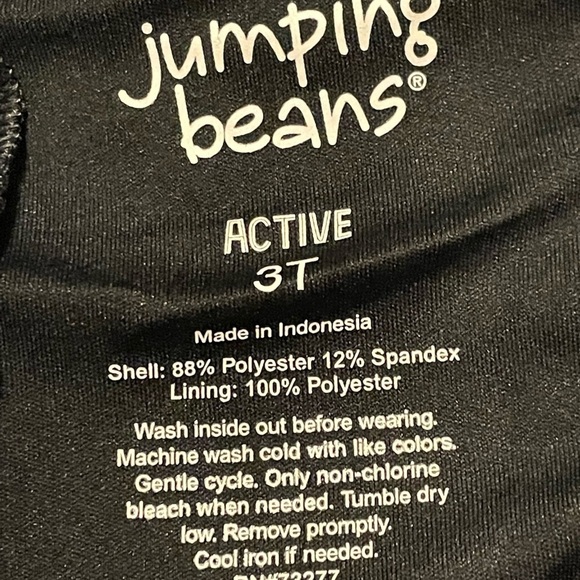 jumping
beans®
ACTIVE
3T
Made in Indonesia
Shell: 88% Polyester 12% Spandex
Lining: 100% Polyester
Wash inside out before wearing.
Machine wash cold with like colors.
Gentle cycle. Only non-chlorine
bleach when needed. Tumble dry
low. Remove promptly.
Cool iron if needed.
RN#73277